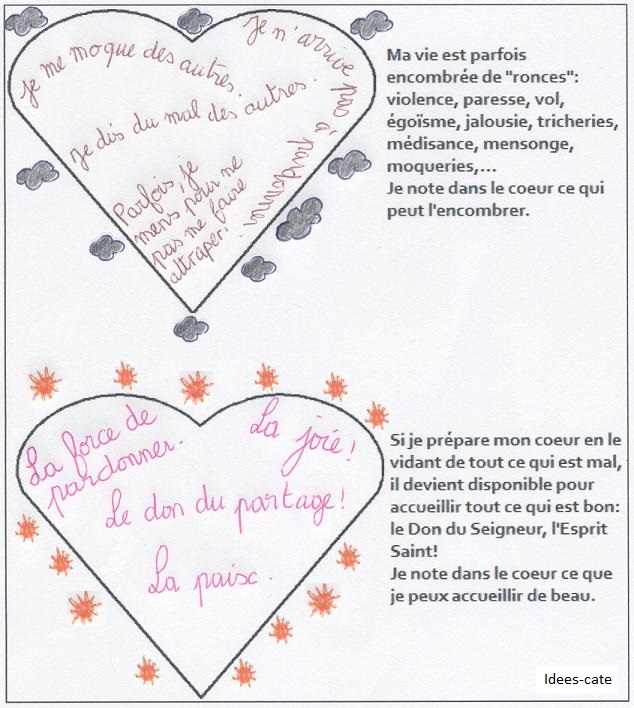 Je me moque des autres.
Je n'arrive pas à pardonner.
Je dis du mal des autres.
Parfois, je
mens pour ne
pas me faire
attraper.
Ma vie est parfois
encombrée de "ronces":
violence, paresse, vol,
égoïsme, jalousie, tricheries,
médisance, mensonge,
moqueries,...
Je note dans le coeur ce qui
peut l'encombrer.
La force de
pardonner.
La joie!
Le don du partage!
La paix.
Si je prépare mon coeur en le
vidant de tout ce qui est mal,
il devient disponible pour
accueillir tout ce qui est bon:
le Don du Seigneur, l'Esprit
Saint!
Je note dans le coeur ce que
je peux accueillir de beau.
Idees-cate